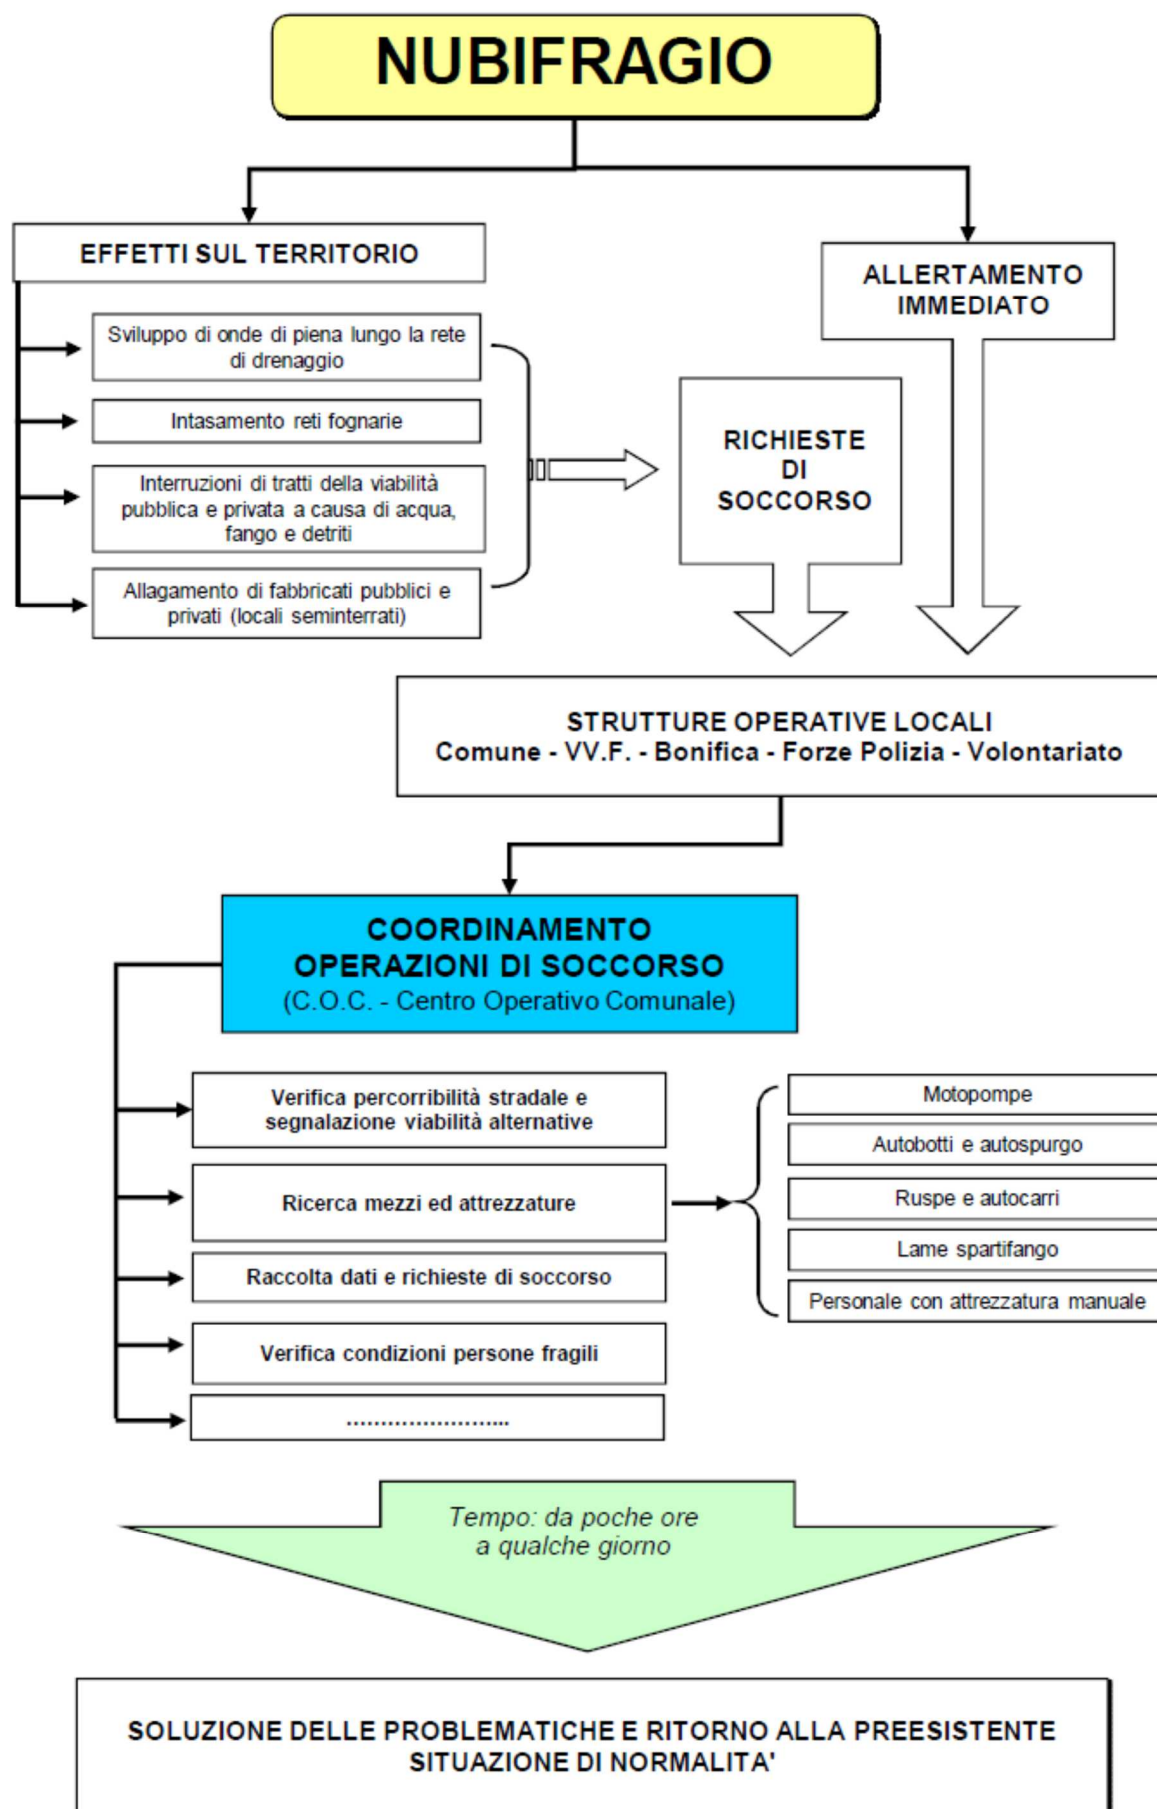 NUBIFRAGIO
EFFETTI SUL TERRITORIO
Sviluppo di onde di piena lungo la rete
di drenaggio
Intasamento reti fognarie
Interruzioni di tratti della viabilità
pubblica e privata a causa di acqua,
fango e detriti
Allagamento di fabbricati pubblici e
privati (locali seminterrati)
ALLERTAMENTO
IMMEDIATO
RICHIESTE
DI
SOCCORSO
STRUTTURE OPERATIVE LOCALI
Comune - VV.F. - Bonifica - Forze Polizia - Volontariato
COORDINAMENTO
OPERAZIONI DI SOCCORSO
(C.O.C. - Centro Operativo Comunale)
Verifica percorribilità stradale e
segnalazione viabilità alternative
Ricerca mezzi ed attrezzature
Raccolta dati e richieste di soccorso
Verifica condizioni persone fragili
........................
Motopompe
Autobotti e autospurgo
Ruspe e autocarri
Lame spartifango
Personale con attrezzatura manuale
Tempo: da poche ore
a qualche giorno
SOLUZIONE DELLE PROBLEMATICHE E RITORNO ALLA PREESISTENTE
SITUAZIONE DI NORMALITA'